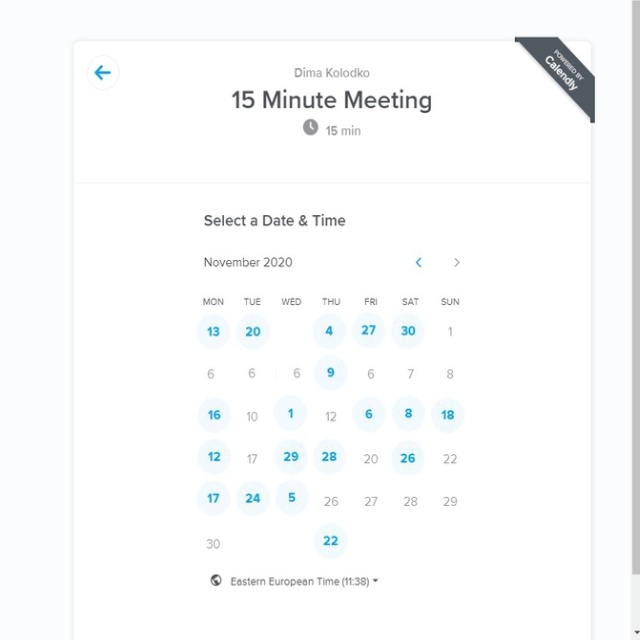 POWERED BY
Calendly
Dima Kolodko
15 Minute Meeting
15 min
Select a Date & Time
November 2020
MON TUE WED THU FRI SAT SUN
13 20 4 27 30 1
6 6 6 9 6 7 8
16 10 1 12 6 8 18
12 17 29 28 20 26 22
17 24 5 26 27 28 29
30 22
Eastern European Time (11:38)